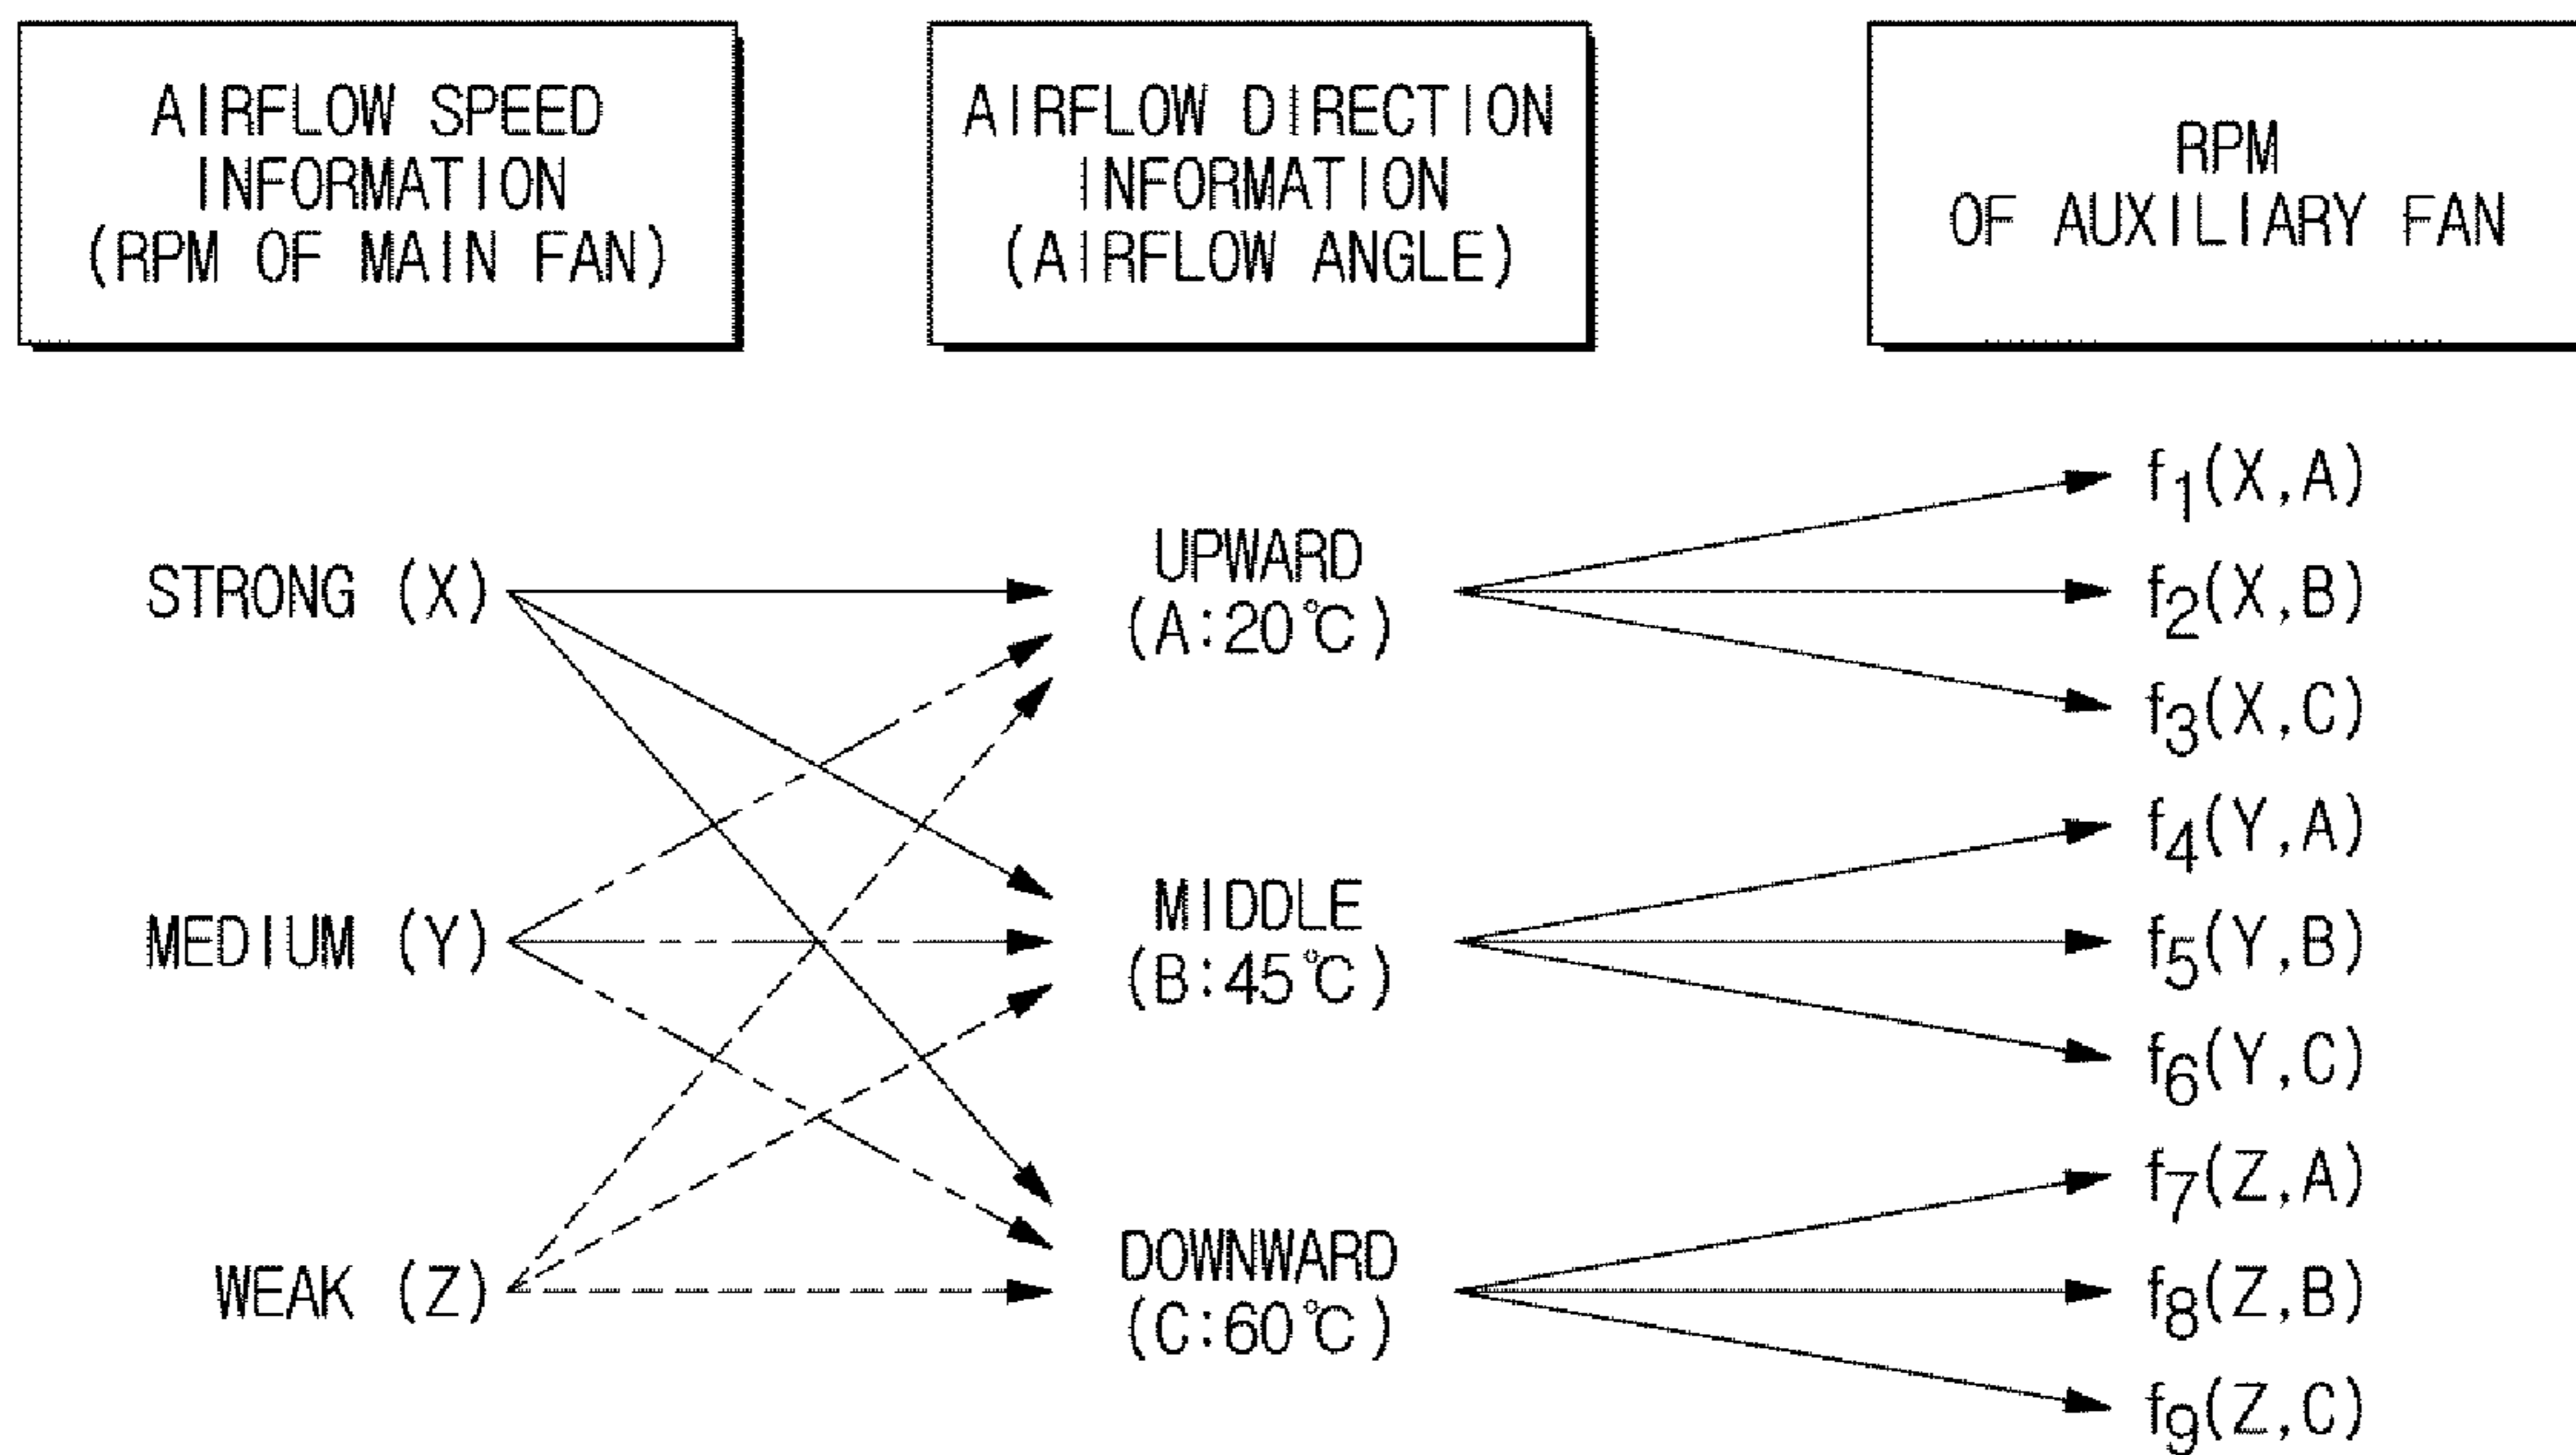 AIRFLOW SPEED
INFORMATION
(RPM OF MAIN FAN)
AIRFLOW DIRECTION
INFORMATION
(AIRFLOW ANGLE)
RPM
OF AUXILIARY FAN
STRONG (X)
MEDIUM (Y)
WEAK (Z)
UPWARD
(A:20℃)
MIDDLE
(B:45℃)
DOWNWARD
(C:60℃)
f₁(X,A)
f₂(X,B)
f₃(X,C)
f₄(Y,A)
f₅(Y,B)
f₆(Y,C)
f₇(Z,A)
f₈(Z,B)
f₉(Z,C)